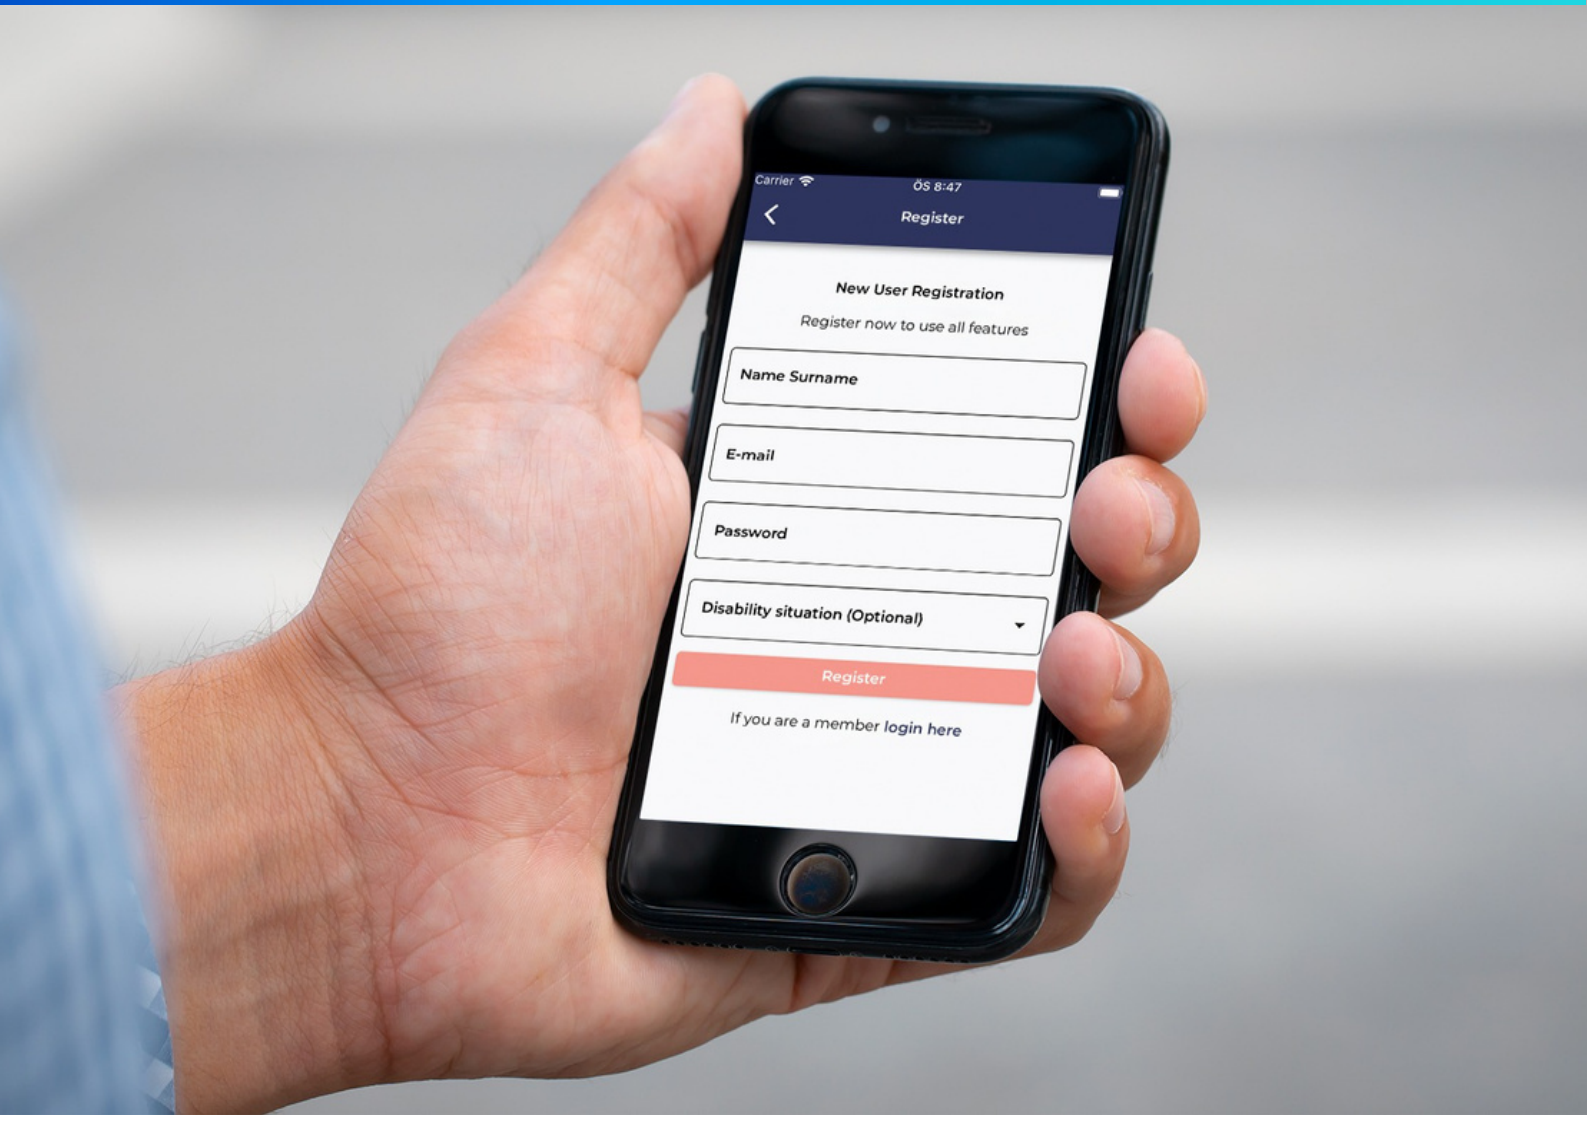 Carrier
ÖS 8:47
Register
New User Registration
Register now to use all features
Name Surname
E-mail
Password
Disability situation (Optional)
Register
If you are a member login here